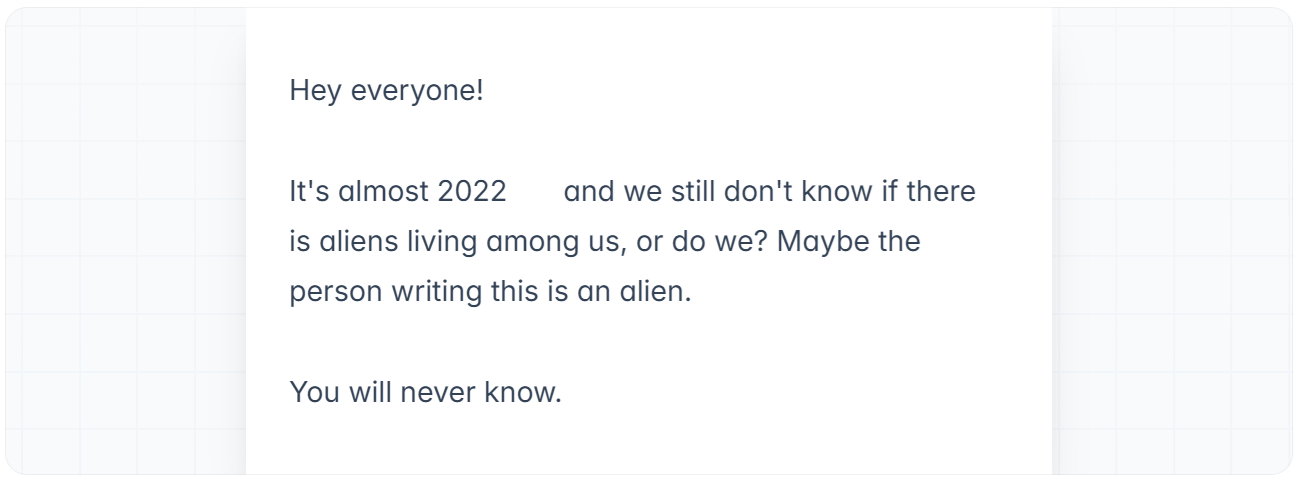 Hey everyone!
It's almost 2022       and we still don't know if there
is aliens living among us, or do we? Maybe the
person writing this is an alien.
You will never know.